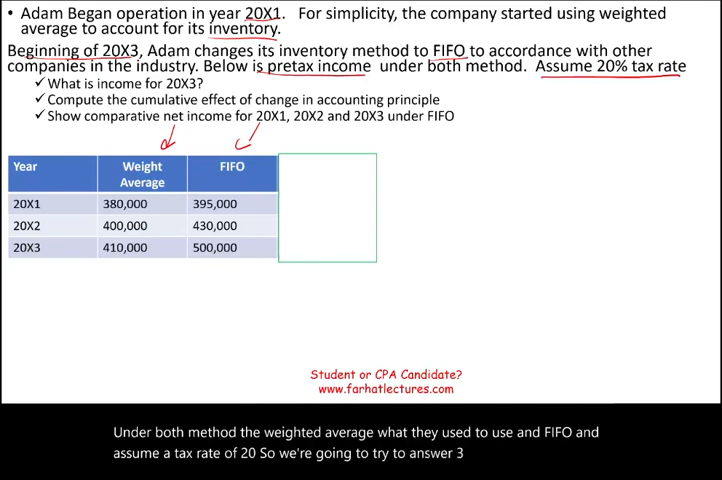 • Adam Began operation in year 20X1.   For simplicity, the company started using weighted
average to account for its inventory.
Beginning of 20X3, Adam changes its inventory method to FIFO to accordance with other
companies in the industry. Below is pretax income  under both method.  Assume 20% tax rate
✓ What is income for 20X3?
✓ Compute the cumulative effect of change in accounting principle
✓ Show comparative net income for 20X1, 20X2 and 20X3 under FIFO
Year Weight Average FIFO
20X1 380,000 395,000
20X2 400,000 430,000
20X3 410,000 500,000
Student or CPA Candidate?
www.farhatlectures.com
Under both method the weighted average what they used to use and FIFO and
assume a tax rate of 20 So we're going to try to answer 3